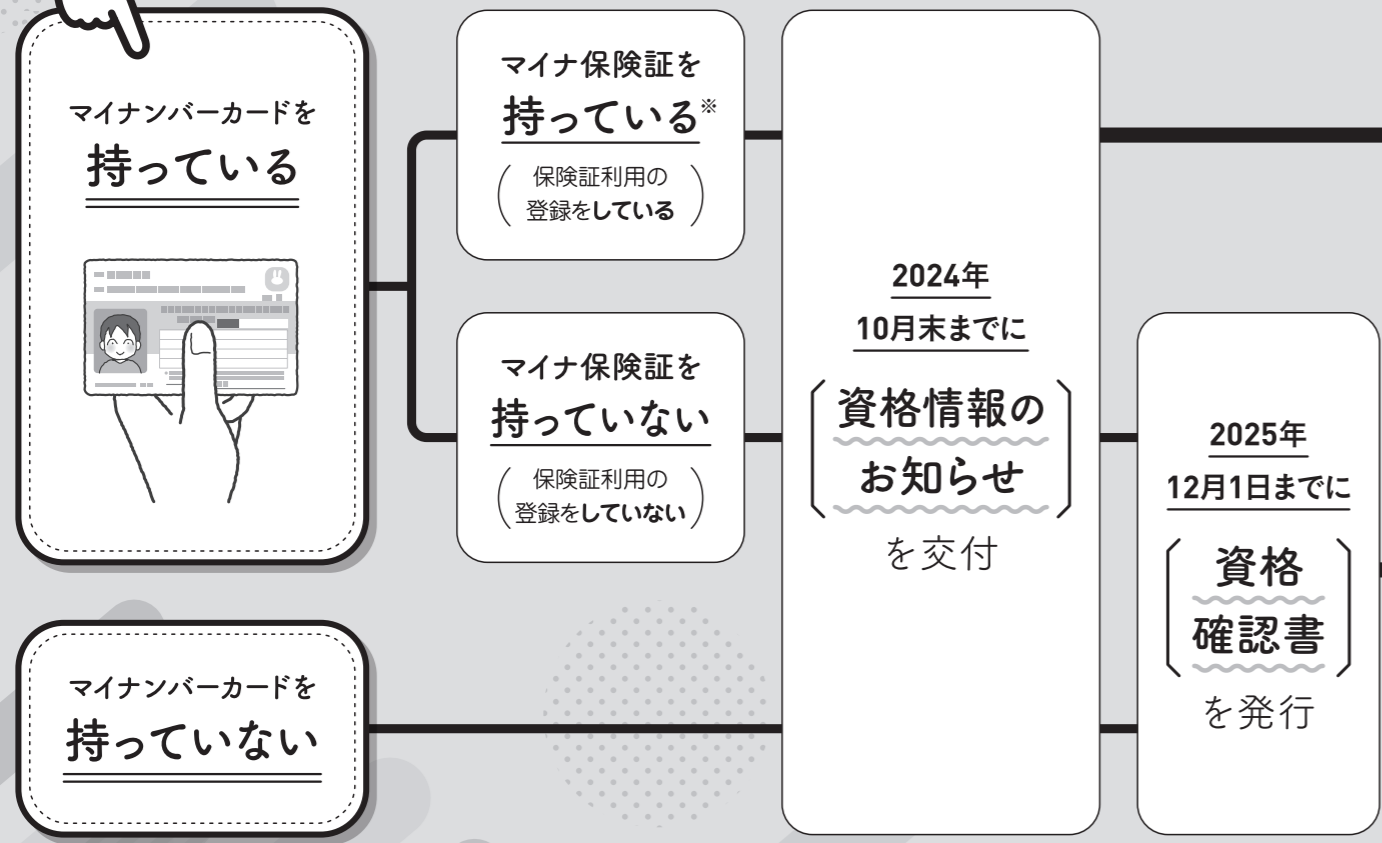 マイナンバーカードを
持っている
マイナ保険証を
持っている※
(保険証利用の
登録をしている)
マイナ保険証を
持っていない
(保険証利用の
登録をしていない)
マイナンバーカードを
持っていない
2024年
10月末までに
(資格情報の
お知らせ)
を交付
2025年
12月1日までに
(資格
確認書)
を発行